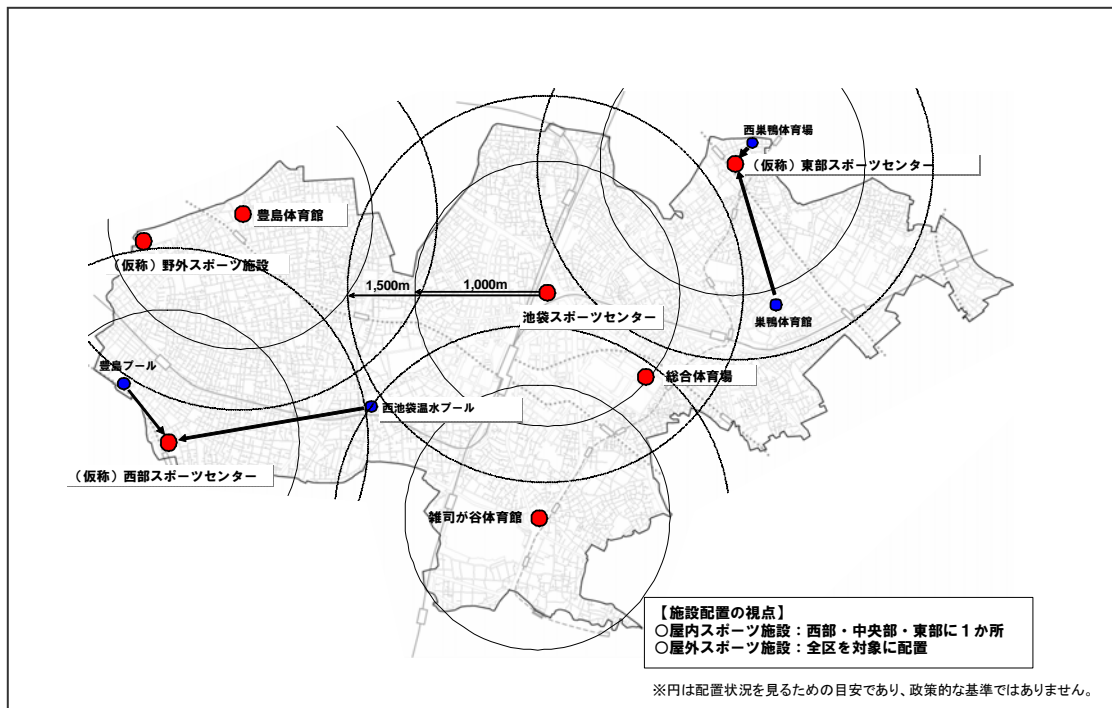 西巣鴨体育場
（仮称）東部スポーツセンター
豊島体育館
（仮称）野外スポーツ施設
1,500m
1,000m
池袋スポーツセンター
巣鴨体育館
豊島プール
総合体育場
西池袋温水プール
（仮称）西部スポーツセンター
雑司が谷体育館
【施設配置の視点】
○屋内スポーツ施設：西部・中央部・東部に１か所
○屋外スポーツ施設：全区を対象に配置
※円は配置状況を見るための目安であり、政策的な基準ではありません。